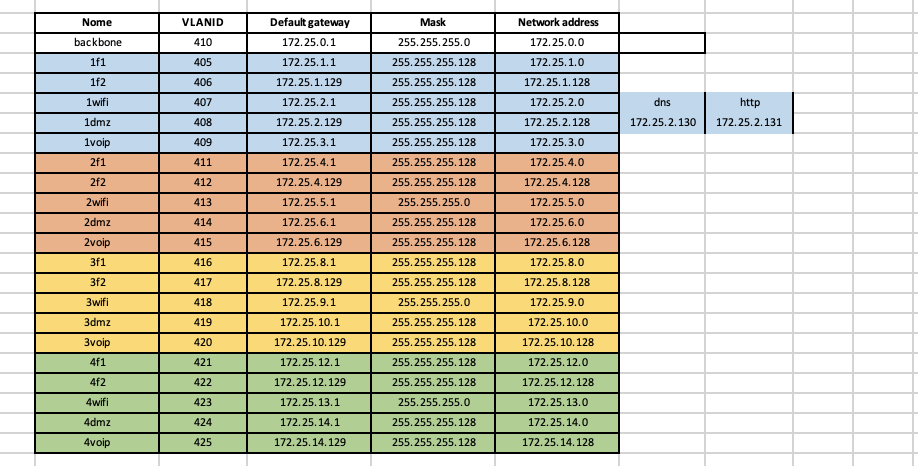 Nome VLANID Default gateway Mask Network address
backbone 410 172.25.0.1 255.255.255.0 172.25.0.0
1f1 405 172.25.1.1 255.255.255.128 172.25.1.0
1f2 406 172.25.1.129 255.255.255.128 172.25.1.128
1wifi 407 172.25.2.1 255.255.255.128 172.25.2.0 dns http
1dmz 408 172.25.2.129 255.255.255.128 172.25.2.128 172.25.2.130 172.25.2.131
1voip 409 172.25.3.1 255.255.255.128 172.25.3.0
2f1 411 172.25.4.1 255.255.255.128 172.25.4.0
2f2 412 172.25.4.129 255.255.255.128 172.25.4.128
2wifi 413 172.25.5.1 255.255.255.0 172.25.5.0
2dmz 414 172.25.6.1 255.255.255.128 172.25.6.0
2voip 415 172.25.6.129 255.255.255.128 172.25.6.128
3f1 416 172.25.8.1 255.255.255.128 172.25.8.0
3f2 417 172.25.8.129 255.255.255.128 172.25.8.128
3wifi 418 172.25.9.1 255.255.255.0 172.25.9.0
3dmz 419 172.25.10.1 255.255.255.128 172.25.10.0
3voip 420 172.25.10.129 255.255.255.128 172.25.10.128
4f1 421 172.25.12.1 255.255.255.128 172.25.12.0
4f2 422 172.25.12.129 255.255.255.128 172.25.12.128
4wifi 423 172.25.13.1 255.255.255.0 172.25.13.0
4dmz 424 172.25.14.1 255.255.255.128 172.25.14.0
4voip 425 172.25.14.129 255.255.255.128 172.25.14.128